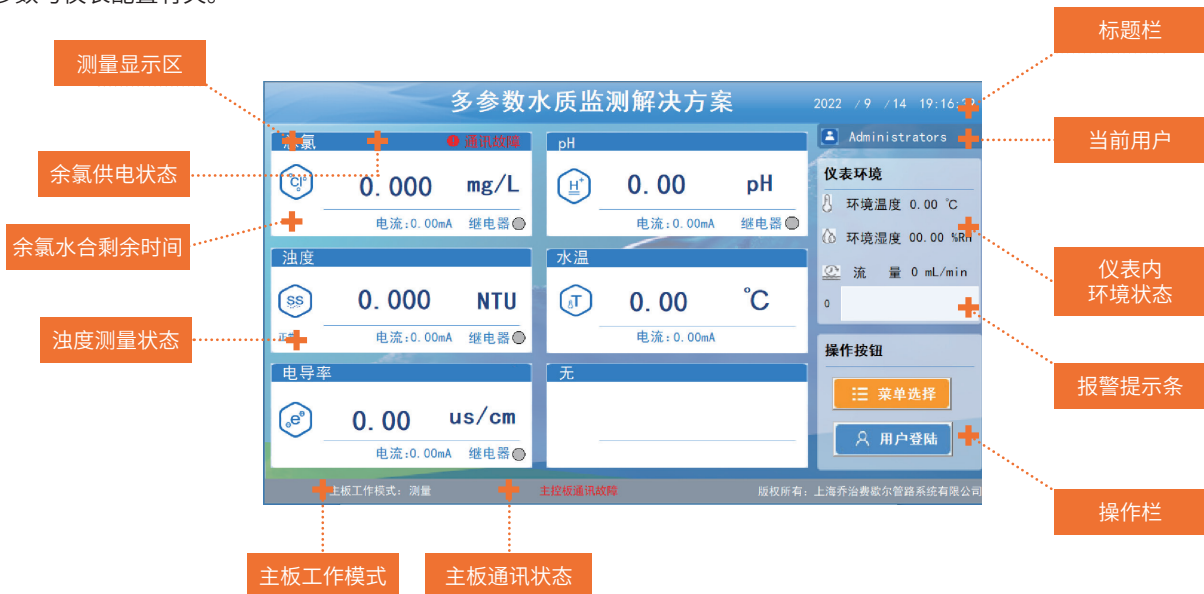 标题栏
测量显示区
多参数水质监测解决方案
2022 / 9 / 14 19:16:
余氯
通讯故障
pH
Administrators
当前用户
余氯供电状态
仪表环境
0.000 mg/L
0.00 pH
环境温度 0.00 ℃
电流:0.00mA 继电器
电流:0.00mA 继电器
环境湿度 00.00 %RH
余氯水合剩余时间
浊度
水温
流 量 0 mL/min
仪表内
环境状态
SS
0.000 NTU
T
0.00 ℃
0
浊度测量状态
电流:0.00mA 继电器
电流:0.00mA
操作按钮
电导率
无
菜单选择
报警提示条
0.00 us/cm
用户登陆
电流:0.00mA 继电器
主板工作模式: 测量
主控板通讯故障
版权所有: 上海乔治费歇尔管路系统有限公司
操作栏
主板工作模式
主板通讯状态